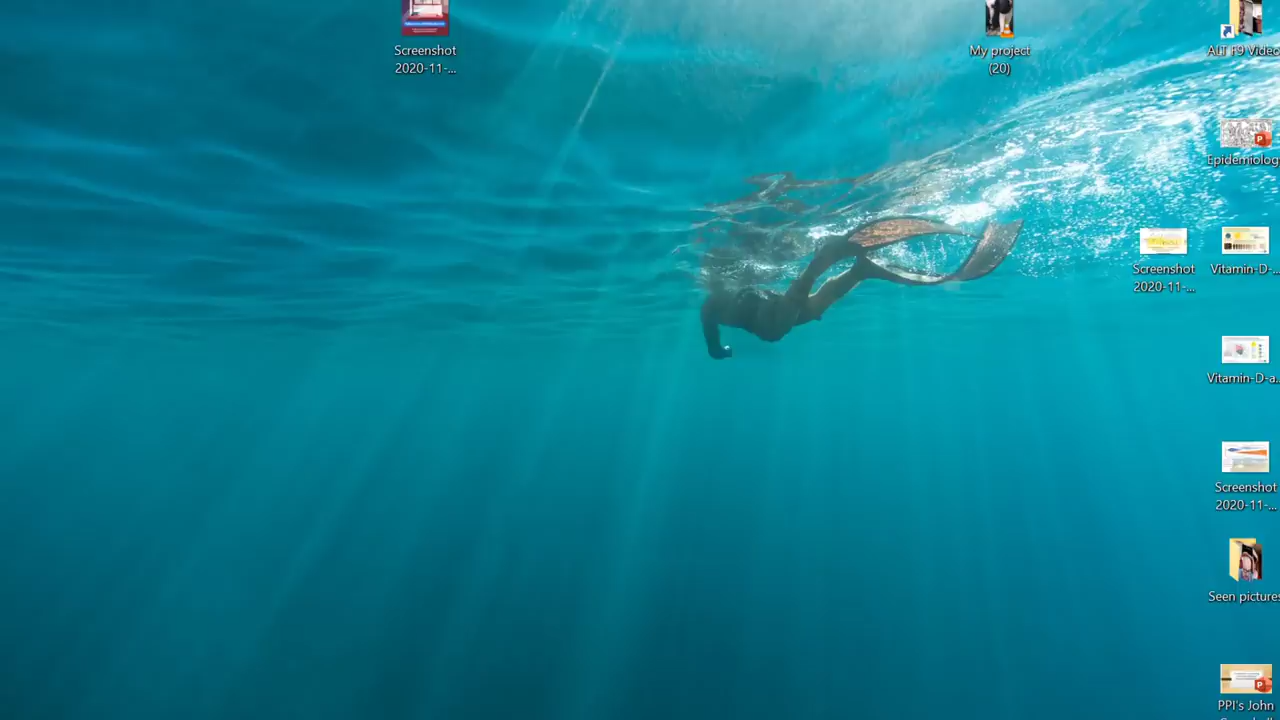 Screenshot
2020-11-...
My project
(20)
ALT F9 Video
Epidemiolog
Screenshot
2020-11-...
Vitamin-D-...
Vitamin-D-a...
Screenshot
2020-11-...
Seen pictures
PPI's John